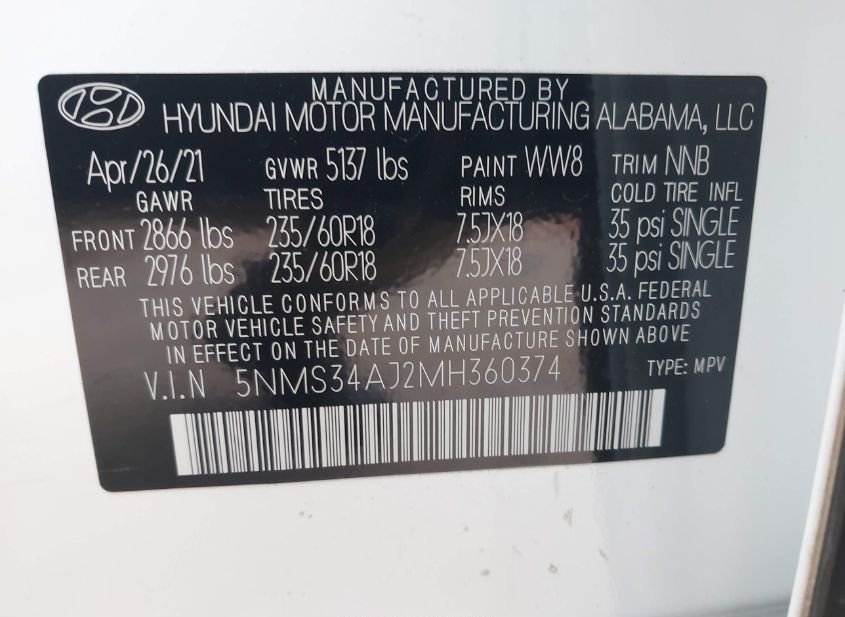 MANUFACTURED BY
HYUNDAI MOTOR MANUFACTURING ALABAMA, LLC
Apr/26/21 GVWR 5137 lbs PAINT WW8 TRIM NNB
GAWR TIRES RIMS COLD TIRE INFL
FRONT 2866 lbs 235/60R18 7.5JX18 35 psi SINGLE
REAR 2976 lbs 235/60R18 7.5JX18 35 psi SINGLE
THIS VEHICLE CONFORMS TO ALL APPLICABLE U.S.A. FEDERAL
MOTOR VEHICLE SAFETY AND THEFT PREVENTION STANDARDS
IN EFFECT ON THE DATE OF MANUFACTURE SHOWN ABOVE
V.I.N 5NMS34AJ2MH360374 TYPE: MPV